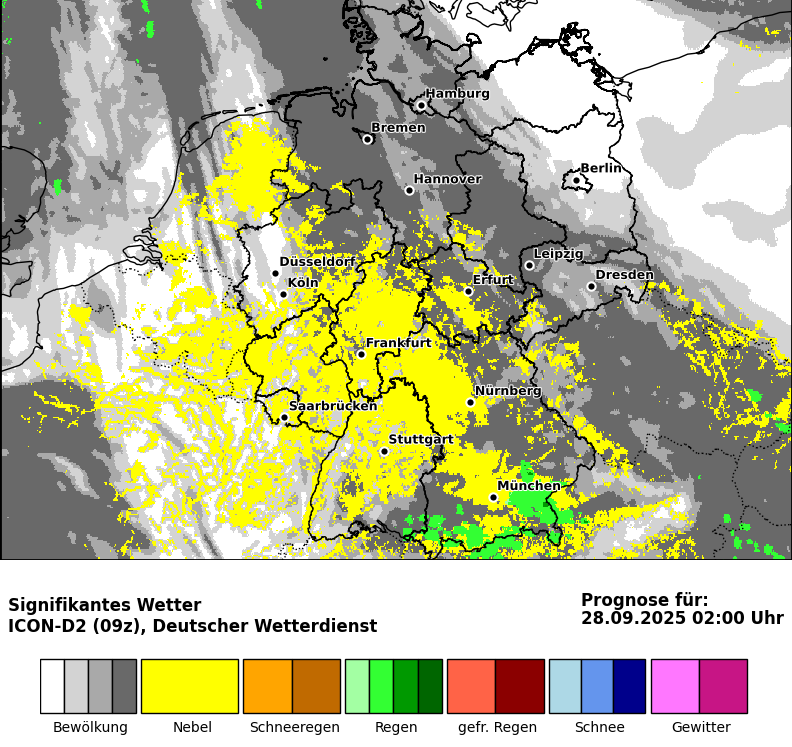 Hamburg
Bremen
Berlin
Hannover
Leipzig
Düsseldorf
Dresden
Köln
Erfurt
Frankfurt
Nürnberg
Saarbrücken
Stuttgart
München
Signifikantes Wetter
ICON-D2 (09z), Deutscher Wetterdienst
Prognose für:
28.09.2025 02:00 Uhr
Bewölkung Nebel Schneeregen Regen gefr. Regen Schnee Gewitter